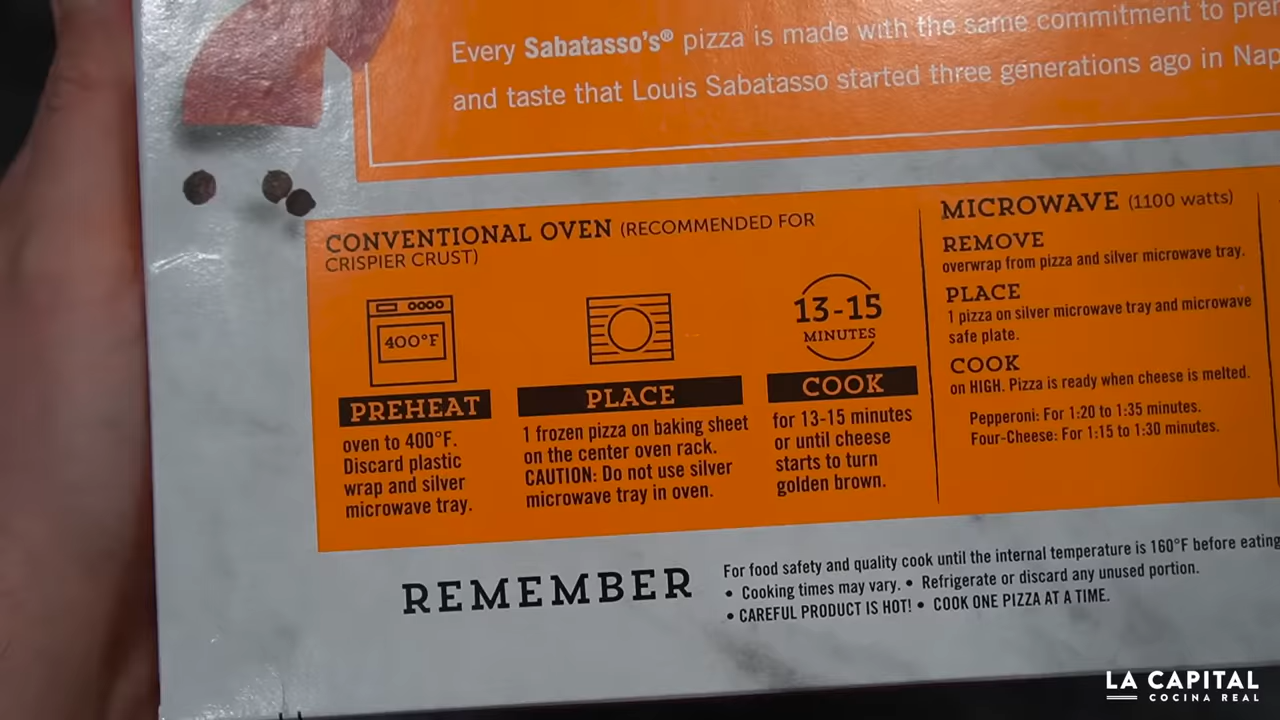 Every Sabatasso's® pizza is made with the same commitment to
and taste that Louis Sabatasso started three generations ago in
CONVENTIONAL OVEN (RECOMMENDED FOR
CRISPIER CRUST)
400°F
PREHEAT
oven to 400°F.
Discard plastic
wrap and silver
microwave tray.
PLACE
1 frozen pizza on baking sheet
on the center oven rack.
CAUTION: Do not use silver
microwave tray in oven.
13-15
MINUTES
COOK
for 13-15 minutes
or until cheese
starts to turn
golden brown.
MICROWAVE (1100 watts)
REMOVE
overwrap from pizza and silver microwave tray.
PLACE
1 pizza on silver microwave tray and microwave
safe plate.
COOK
on HIGH. Pizza is ready when cheese is melted.
Pepperoni: For 1:20 to 1:35 minutes.
Four-Cheese: For 1:15 to 1:30 minutes.
REMEMBER
For food safety and quality cook until the internal temperature is 160°F before eating
• Cooking times may vary. • Refrigerate or discard any unused portion.
• CAREFUL PRODUCT IS HOT! • COOK ONE PIZZA AT A TIME.
LA CAPITAL
COCINA REAL